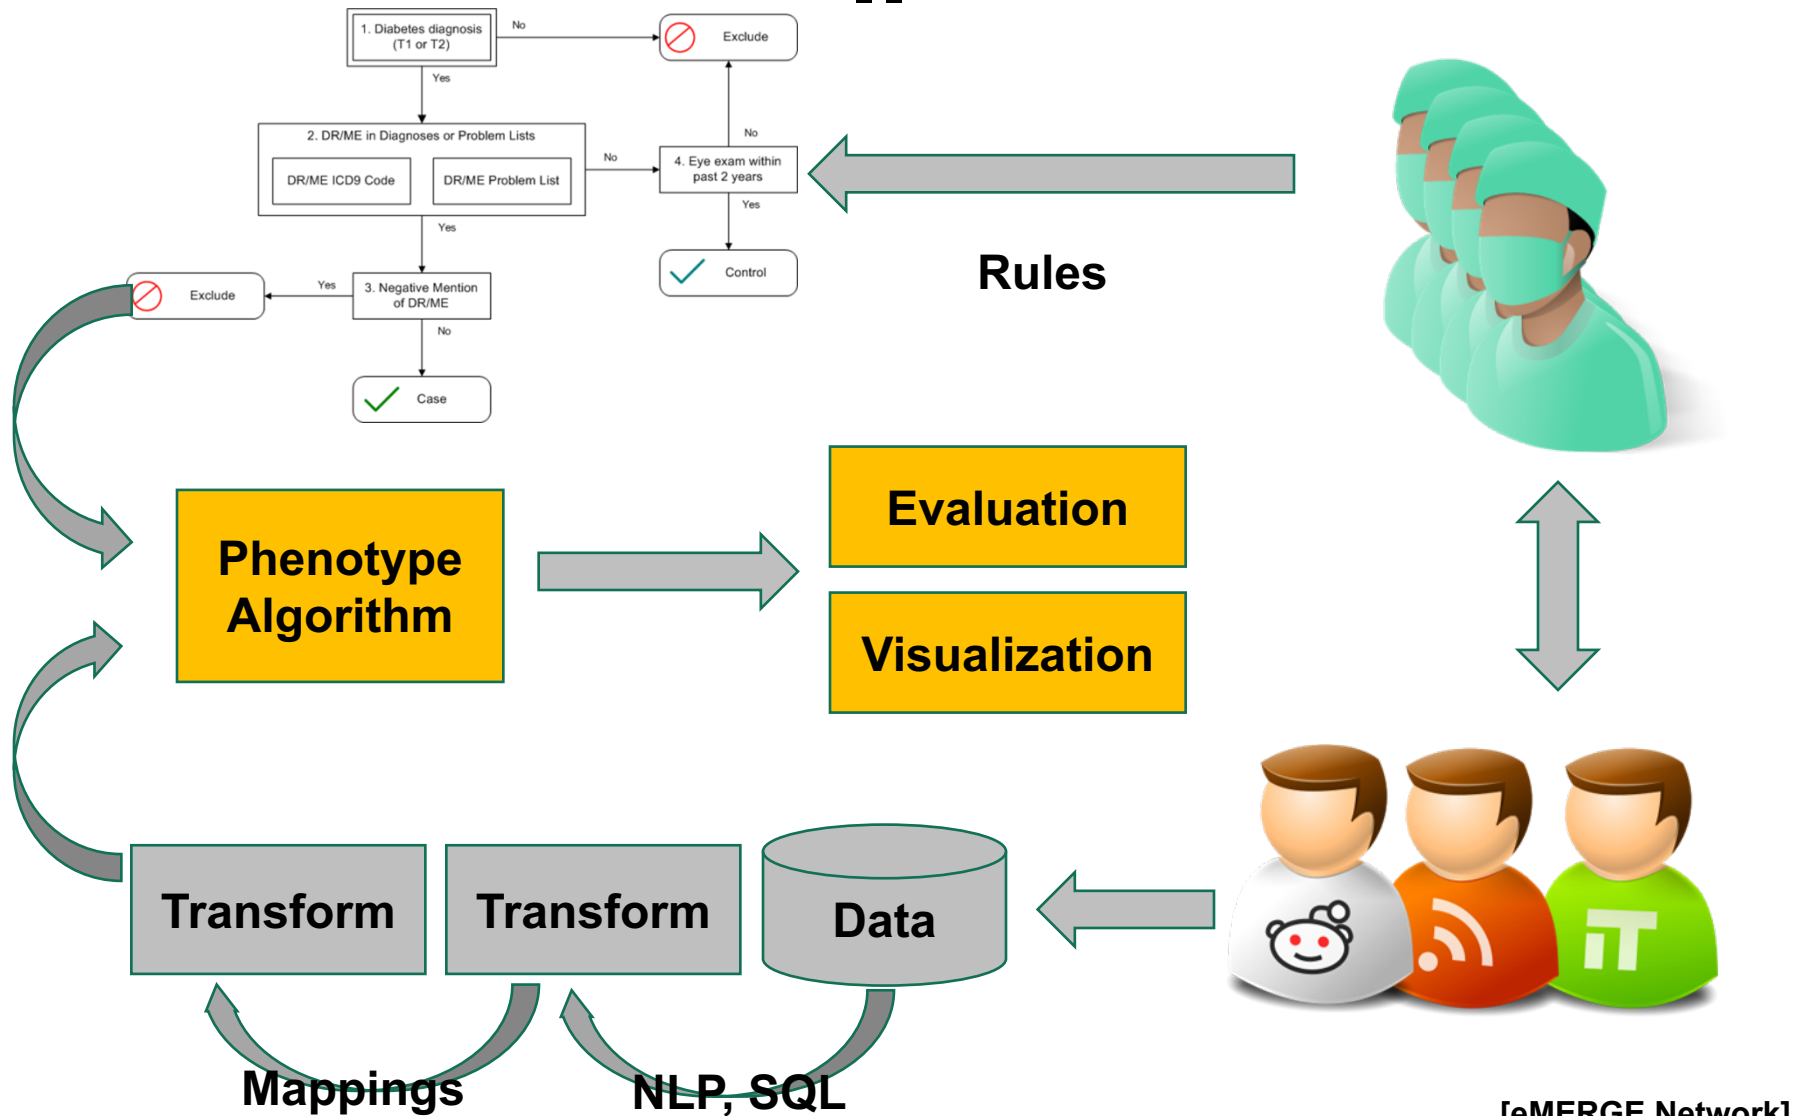 1. Diabetes diagnosis
(T1 or T2)
No
Exclude
Yes
2. DR/ME in Diagnoses or Problem Lists
DR/ME ICD9 Code
DR/ME Problem List
No
No
4. Eye exam within
past 2 years
Yes
Yes
Control
Rules
Exclude
Yes
3. Negative Mention
of DR/ME
No
Case
Phenotype
Algorithm
Evaluation
Visualization
Transform
Transform
Data
iT
Mappings
NLP, SQL
[eMERGE Network]